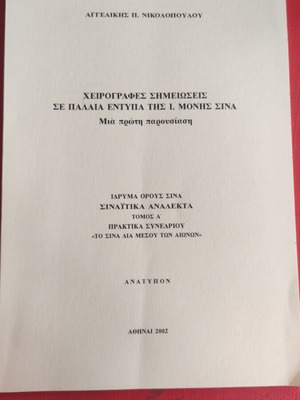 ΑΓΓΕΛΙΚΗΣ Π. ΝΙΚΟΛΟΠΟΥΛΟΥ
ΧΕΙΡΟΓΡΑΦΕΣ ΣΗΜΕΙΩΣΕΙΣ
ΣΕ ΠΑΛΑΙΑ ΕΝΤΥΠΑ ΤΗΣ Ι. ΜΟΝΗΣ ΣΙΝΑ
Μιὰ πρώτη παρουσίαση
ΙΔΡΥΜΑ ΟΡΟΥΣ ΣΙΝΑ
ΣΙΝΑΪΤΙΚΑ ΑΝΑΛΕΚΤΑ
ΤΟΜΟΣ Α΄
ΠΡΑΚΤΙΚΑ ΣΥΝΕΔΡΙΟΥ
«ΤΟ ΣΙΝΑ ΔΙΑ ΜΕΣΟΥ ΤΩΝ ΑΙΩΝΩΝ»
ΑΝΑΤΥΠΟΝ
ΑΘΗΝΑΙ 2002